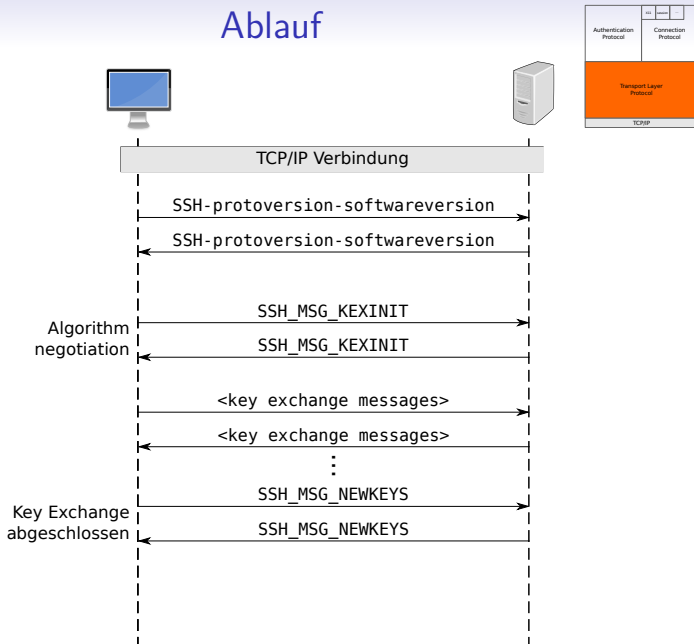 Ablauf
Authentication
Protocol
Connection
Protocol
Transport Layer
Protocol
TCP/IP
TCP/IP Verbindung
SSH-protoversion-softwareversion
SSH-protoversion-softwareversion
Algorithm
negotiation
SSH_MSG_KEXINIT
SSH_MSG_KEXINIT
<key exchange messages>
<key exchange messages>
⋮
Key Exchange
abgeschlossen
SSH_MSG_NEWKEYS
SSH_MSG_NEWKEYS